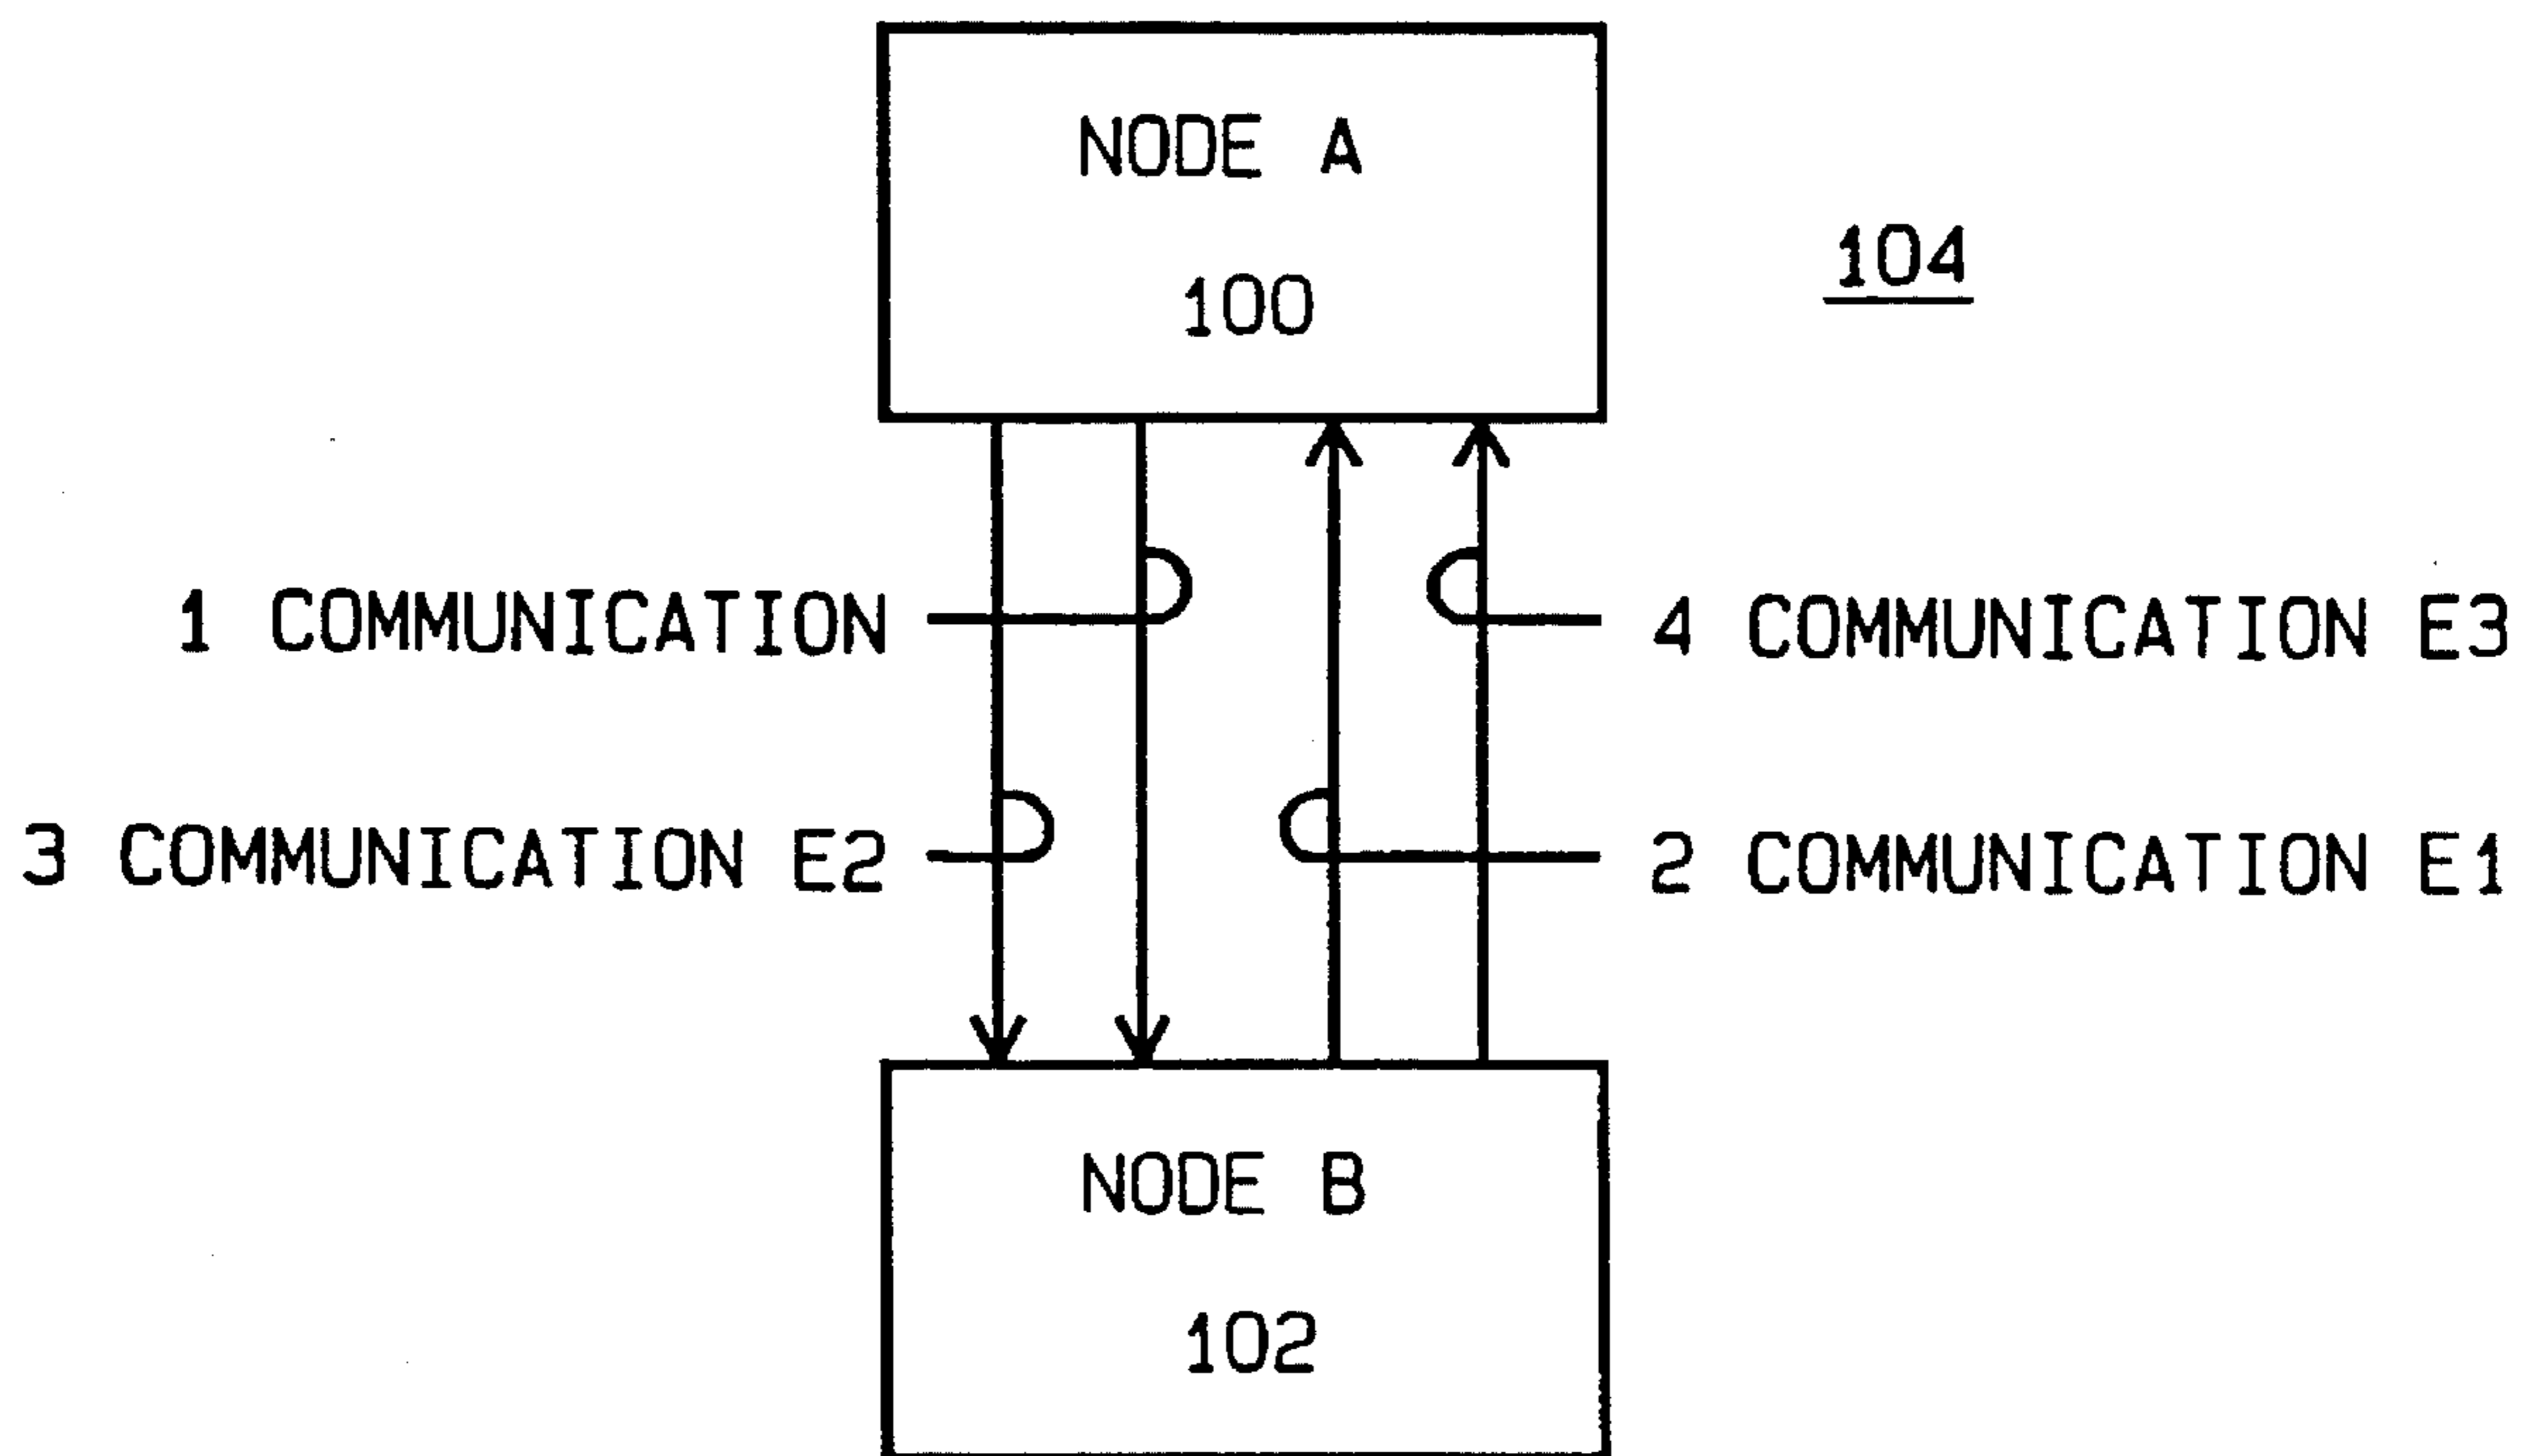 NODE A
100
104
1 COMMUNICATION
4 COMMUNICATION E3
3 COMMUNICATION E2
2 COMMUNICATION E1
NODE B
102